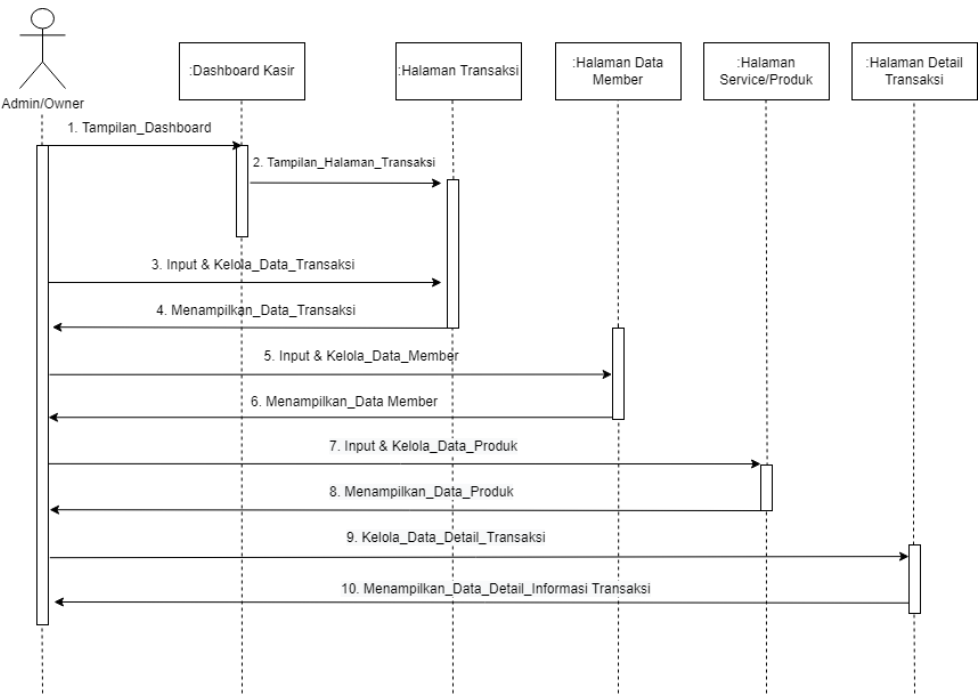 Admin/Owner
:Dashboard Kasir
:Halaman Transaksi
:Halaman Data
Member
:Halaman
Service/Produk
:Halaman Detail
Transaksi
1. Tampilan_Dashboard
2. Tampilan_Halaman_Transaksi
3. Input & Kelola_Data_Transaksi
4. Menampilkan_Data_Transaksi
5. Input & Kelola_Data_Member
6. Menampilkan_Data Member
7. Input & Kelola_Data_Produk
8. Menampilkan_Data_Produk
9. Kelola_Data_Detail_Transaksi
10. Menampilkan_Data_Detail_Informasi Transaksi